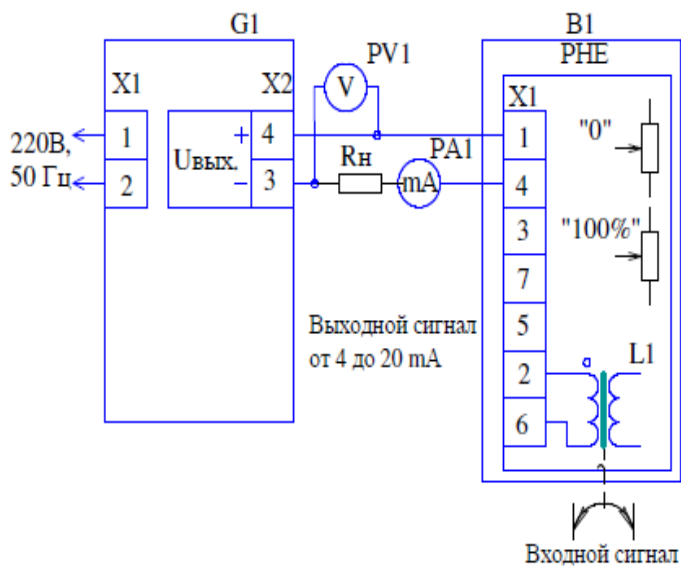 G1
B1
PV1
PHE
X1
X2
X1
V
220В,
50 Гц
1
2
Uвых.
+
−
4
3
Rн
PA1
mA
1
4
3
7
5
2
6
"0"
"100%"
L1
Выходной сигнал
от 4 до 20 mA
Входной сигнал